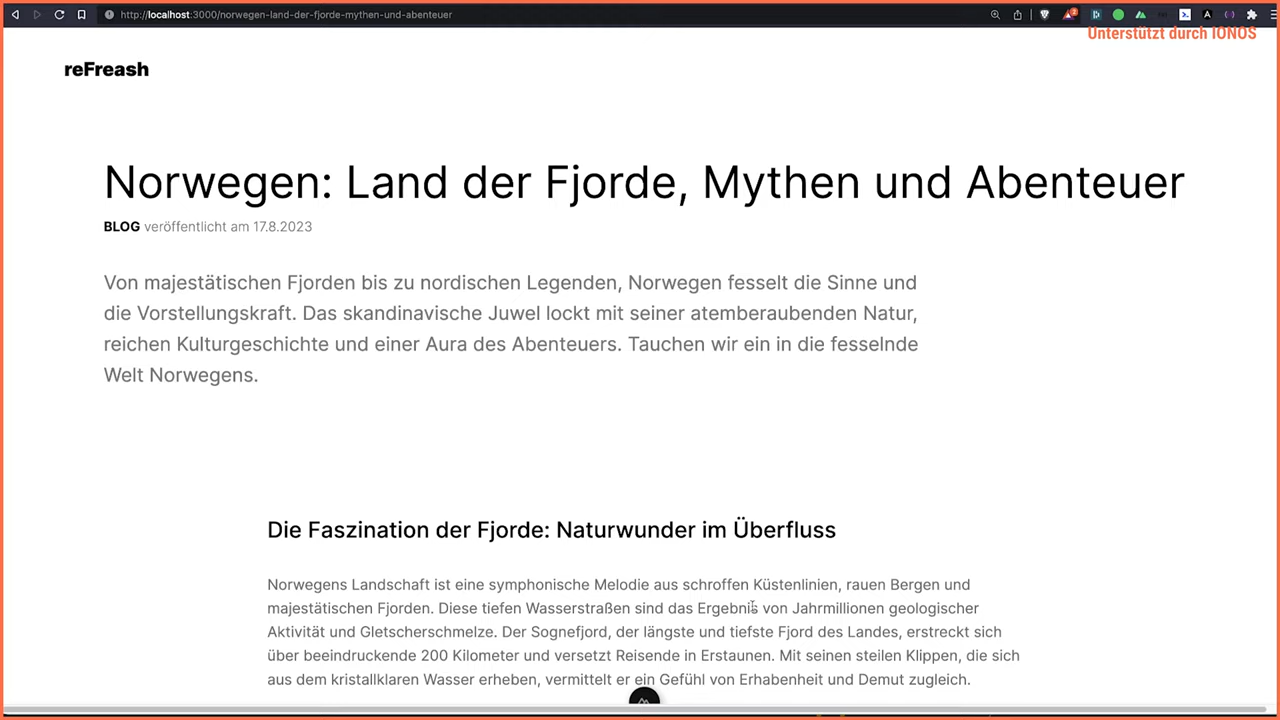 http://localhost:3000/norwegen-land-der-fjorde-mythen-und-abenteuer
Unterstützt durch IONOS
reFreash
Norwegen: Land der Fjorde, Mythen und Abenteuer
BLOG veröffentlicht am 17.8.2023
Von majestätischen Fjorden bis zu nordischen Legenden, Norwegen fesselt die Sinne und
die Vorstellungskraft. Das skandinavische Juwel lockt mit seiner atemberaubenden Natur,
reichen Kulturgeschichte und einer Aura des Abenteuers. Tauchen wir ein in die fesselnde
Welt Norwegens.
Die Faszination der Fjorde: Naturwunder im Überfluss
Norwegens Landschaft ist eine symphonische Melodie aus schroffen Küstenlinien, rauen Bergen und
majestätischen Fjorden. Diese tiefen Wasserstraßen sind das Ergebnis von Jahrmillionen geologischer
Aktivität und Gletscherschmelze. Der Sognefjord, der längste und tiefste Fjord des Landes, erstreckt sich
über beeindruckende 200 Kilometer und versetzt Reisende in Erstaunen. Mit seinen steilen Klippen, die sich
aus dem kristallklaren Wasser erheben, vermittelt er ein Gefühl von Erhabenheit und Demut zugleich.